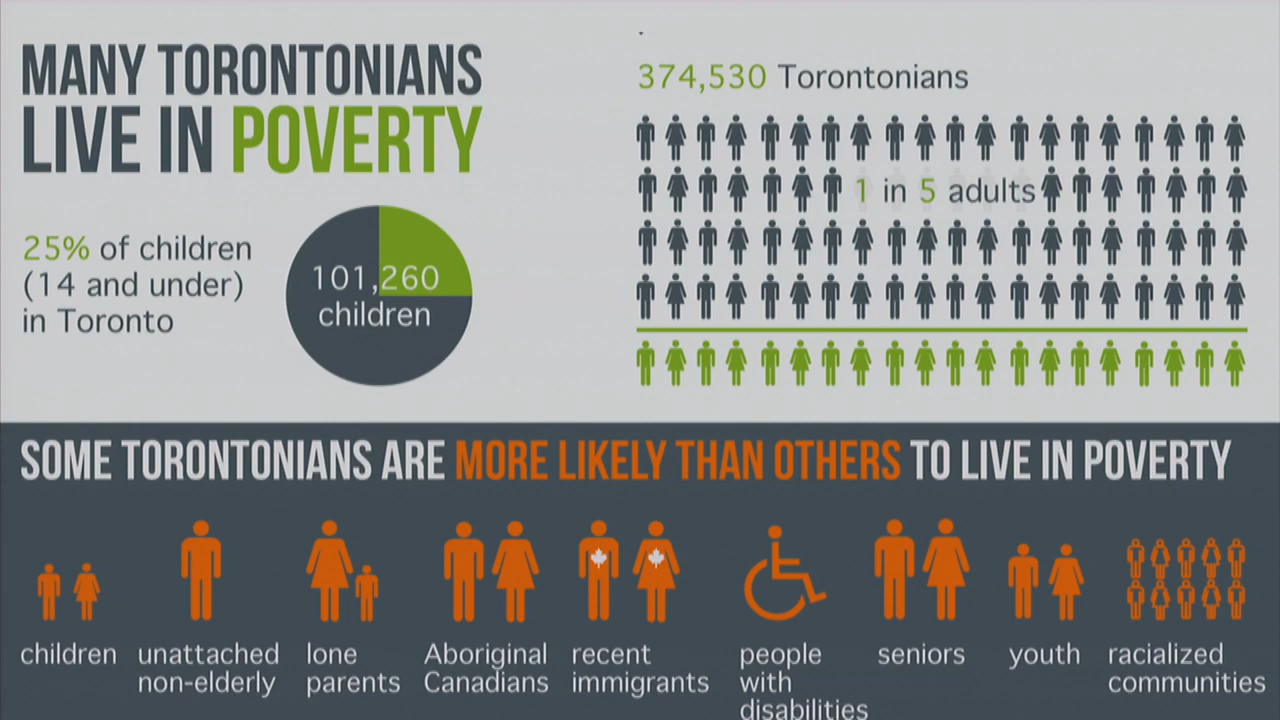 MANY TORONTONIANS
LIVE IN POVERTY
25% of children
(14 and under)
in Toronto
101,260
children
374,530 Torontonians
1 in 5 adults
SOME TORONTONIANS ARE MORE LIKELY THAN OTHERS TO LIVE IN POVERTY
children
unattached
non-elderly
lone
parents
Aboriginal
Canadians
recent
immigrants
people
with
disabilities
seniors
youth
racialized
communities